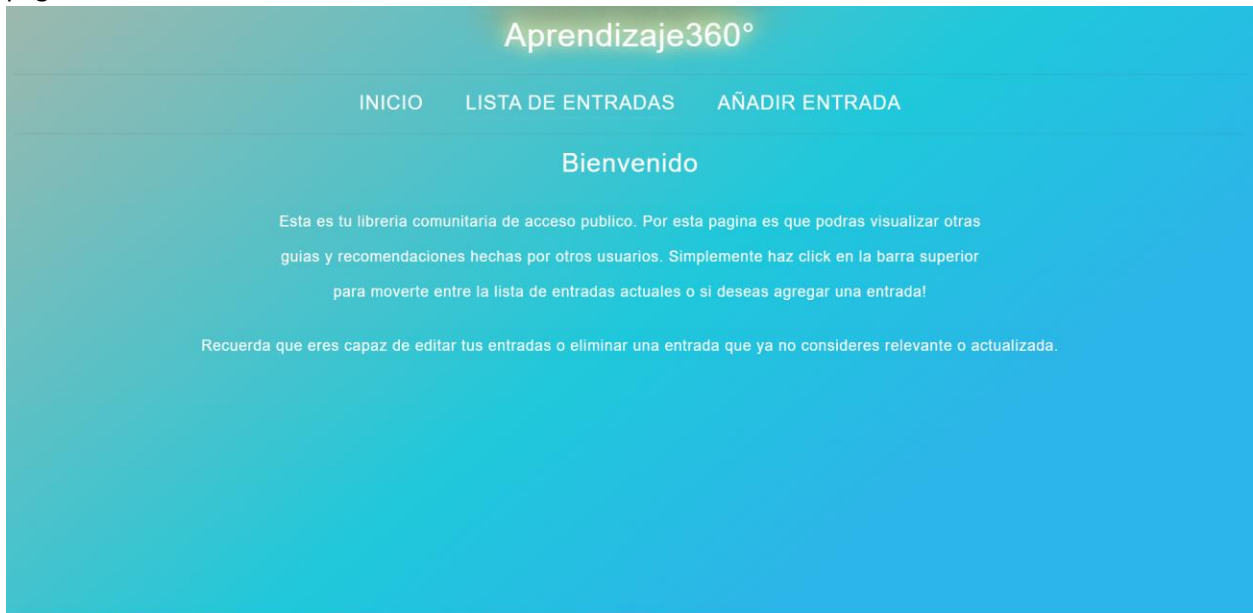 Aprendizaje360°
INICIO LISTA DE ENTRADAS AÑADIR ENTRADA
Bienvenido
Esta es tu libreria comunitaria de acceso publico. Por esta pagina es que podras visualizar otras
guias y recomendaciones hechas por otros usuarios. Simplemente haz click en la barra superior
para moverte entre la lista de entradas actuales o si deseas agregar una entrada!
Recuerda que eres capaz de editar tus entradas o eliminar una entrada que ya no consideres relevante o actualizada.